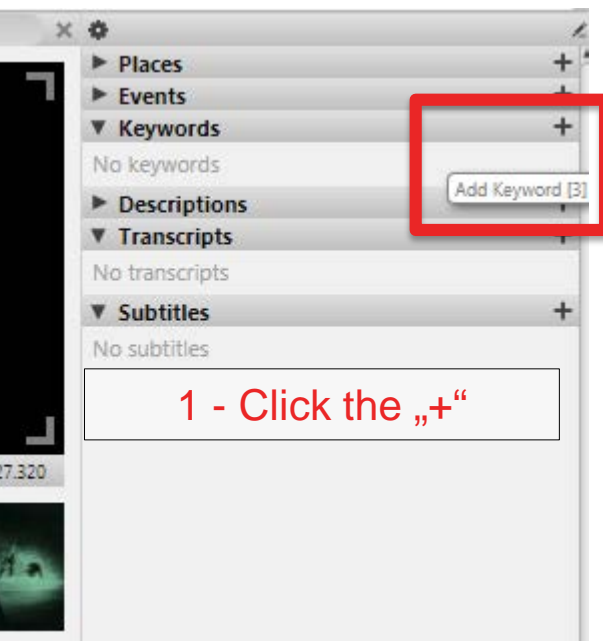 Places
Events
Keywords
No keywords
Add Keyword [3]
Descriptions
Transcripts
No transcripts
Subtitles
No subtitles
1 - Click the „+“
27.320